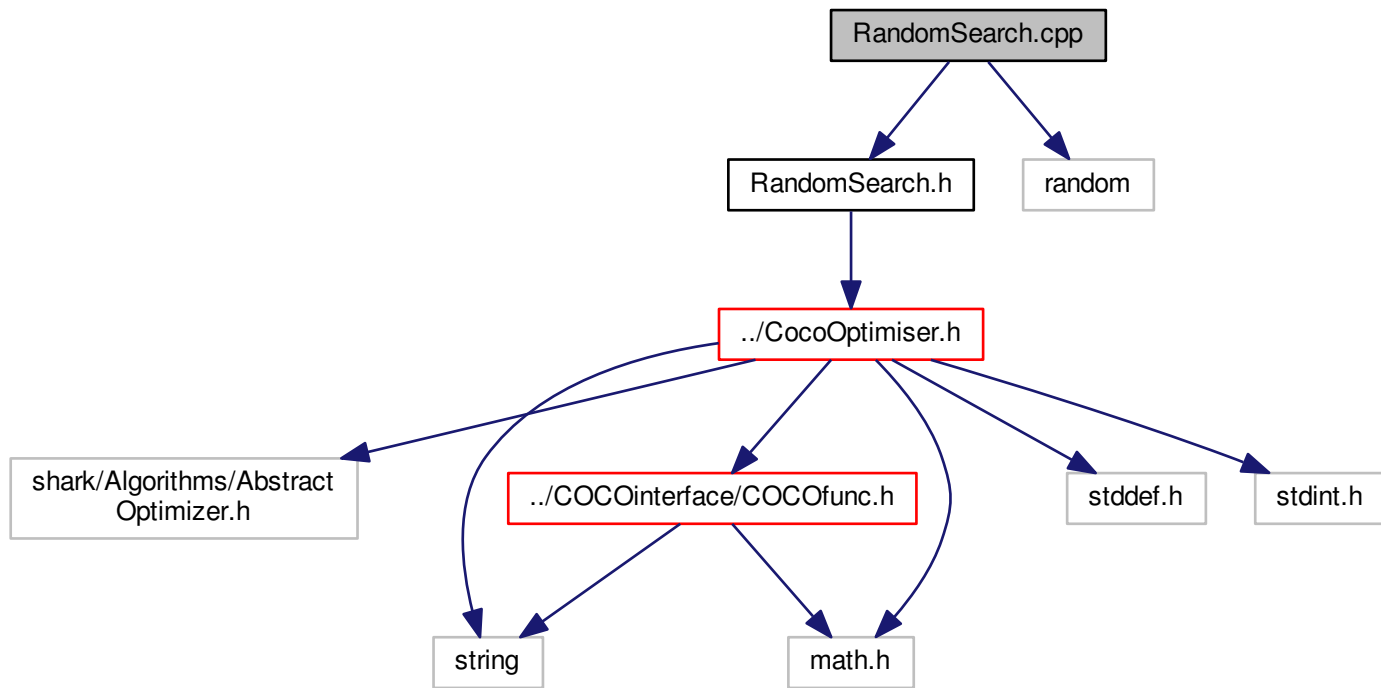 RandomSearch.cpp
RandomSearch.h
random
../CocoOptimiser.h
shark/Algorithms/Abstract
Optimizer.h
../COCOinterface/COCOfunc.h
stddef.h
stdint.h
string
math.h